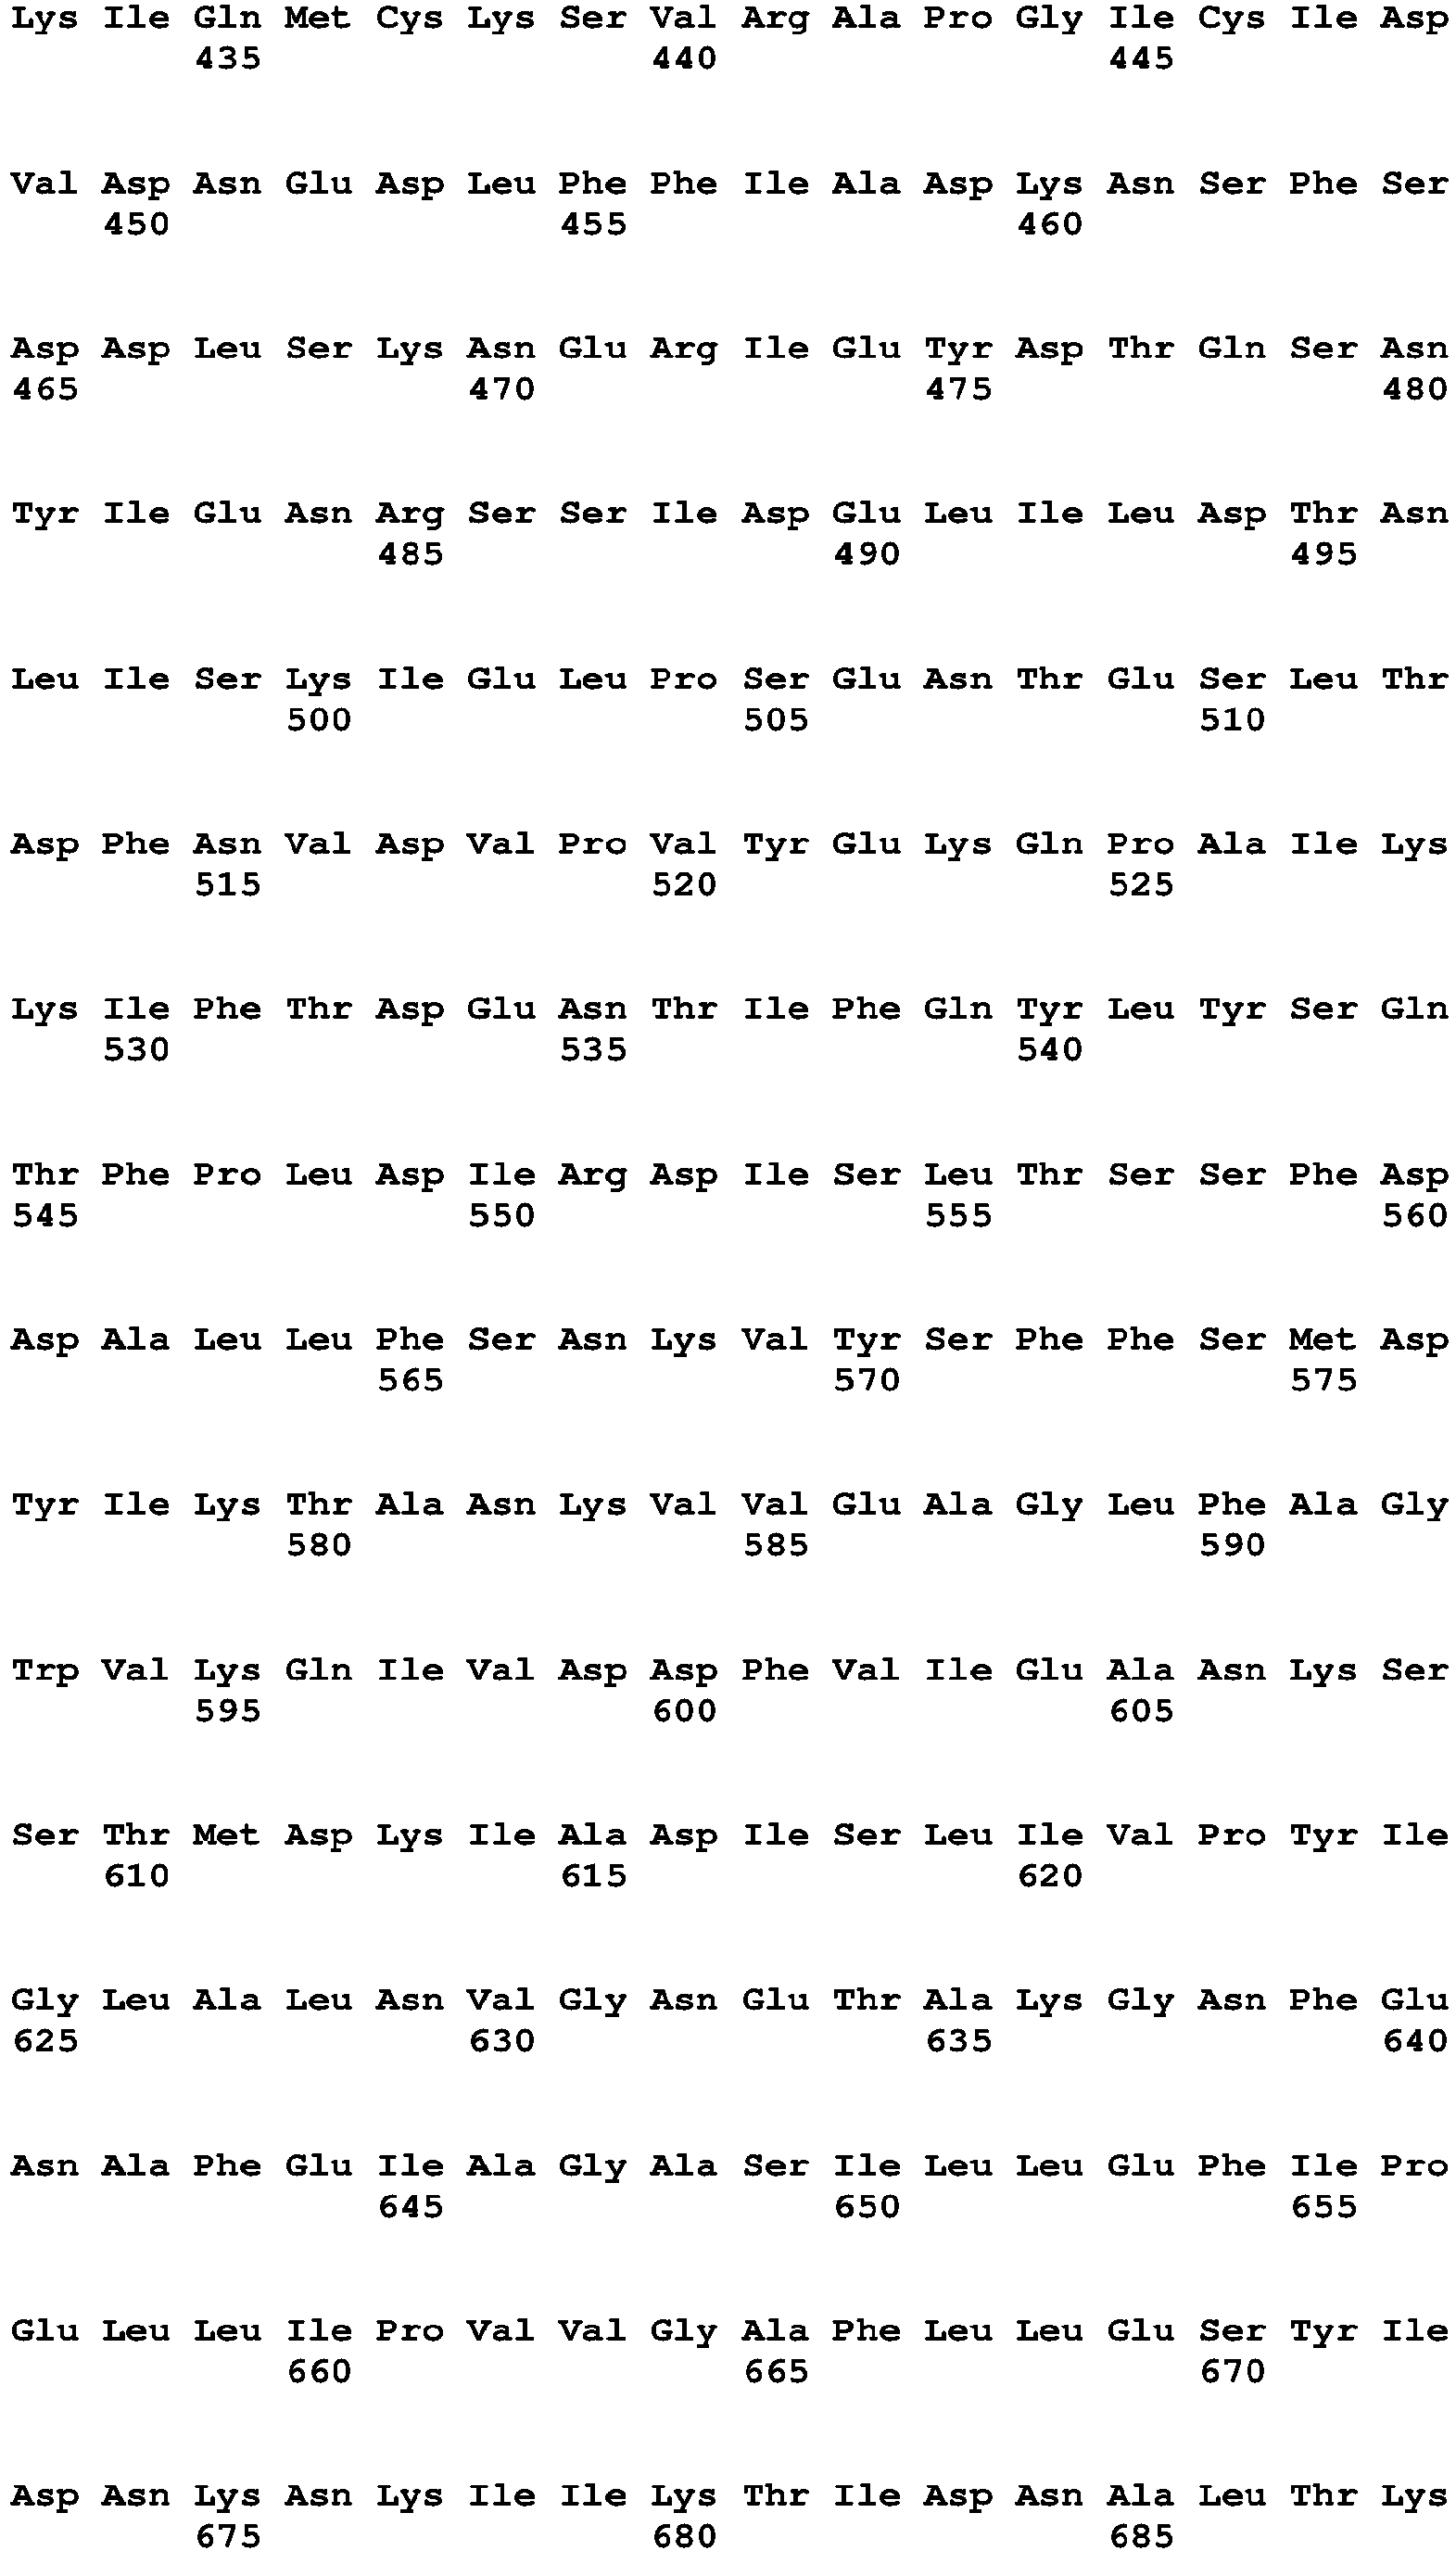 Lys Ile Gln Met Cys Lys Ser Val Arg Ala Pro Gly Ile Cys Ile Asp
435 440 445
Val Asp Asn Glu Asp Leu Phe Phe Ile Ala Asp Lys Asn Ser Phe Ser
450 455 460
Asp Asp Leu Ser Lys Asn Glu Arg Ile Glu Tyr Asp Thr Gln Ser Asn
465 470 475 480
Tyr Ile Glu Asn Arg Ser Ser Ile Asp Glu Leu Ile Leu Asp Thr Asn
485 490 495
Leu Ile Ser Lys Ile Glu Leu Pro Ser Glu Asn Thr Glu Ser Leu Thr
500 505 510
Asp Phe Asn Val Asp Val Pro Val Tyr Glu Lys Gln Pro Ala Ile Lys
515 520 525
Lys Ile Phe Thr Asp Glu Asn Thr Ile Phe Gln Tyr Leu Tyr Ser Gln
530 535 540
Thr Phe Pro Leu Asp Ile Arg Asp Ile Ser Leu Thr Ser Ser Phe Asp
545 550 555 560
Asp Ala Leu Leu Phe Ser Asn Lys Val Tyr Ser Phe Phe Ser Met Asp
565 570 575
Tyr Ile Lys Thr Ala Asn Lys Val Val Glu Ala Gly Leu Phe Ala Gly
580 585 590
Trp Val Lys Gln Ile Val Asp Asp Phe Val Ile Glu Ala Asn Lys Ser
595 600 605
Ser Thr Met Asp Lys Ile Ala Asp Ile Ser Leu Ile Val Pro Tyr Ile
610 615 620
Gly Leu Ala Leu Asn Val Gly Asn Glu Thr Ala Lys Gly Asn Phe Glu
625 630 635 640
Asn Ala Phe Glu Ile Ala Gly Ala Ser Ile Leu Leu Glu Phe Ile Pro
645 650 655
Glu Leu Leu Ile Pro Val Val Gly Ala Phe Leu Leu Glu Ser Tyr Ile
660 665 670
Asp Asn Lys Asn Lys Ile Ile Lys Thr Ile Asp Asn Ala Leu Thr Lys
675 680 685